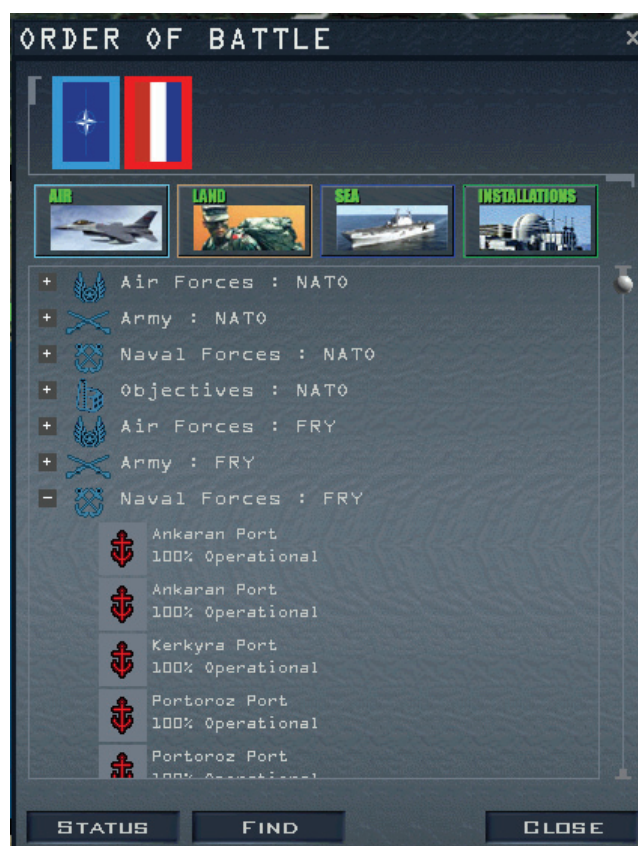 ORDER OF BATTLE
AIR
LAND
SEA
INSTALLATIONS
Air Forces : NATO
Army : NATO
Naval Forces : NATO
Objectives : NATO
Air Forces : FRY
Army : FRY
Naval Forces : FRY
Ankaran Port
100% Operational
Ankaran Port
100% Operational
Kerkyra Port
100% Operational
Portoroz Port
100% Operational
Portoroz Port
100% Operational
STATUS
FIND
CLOSE